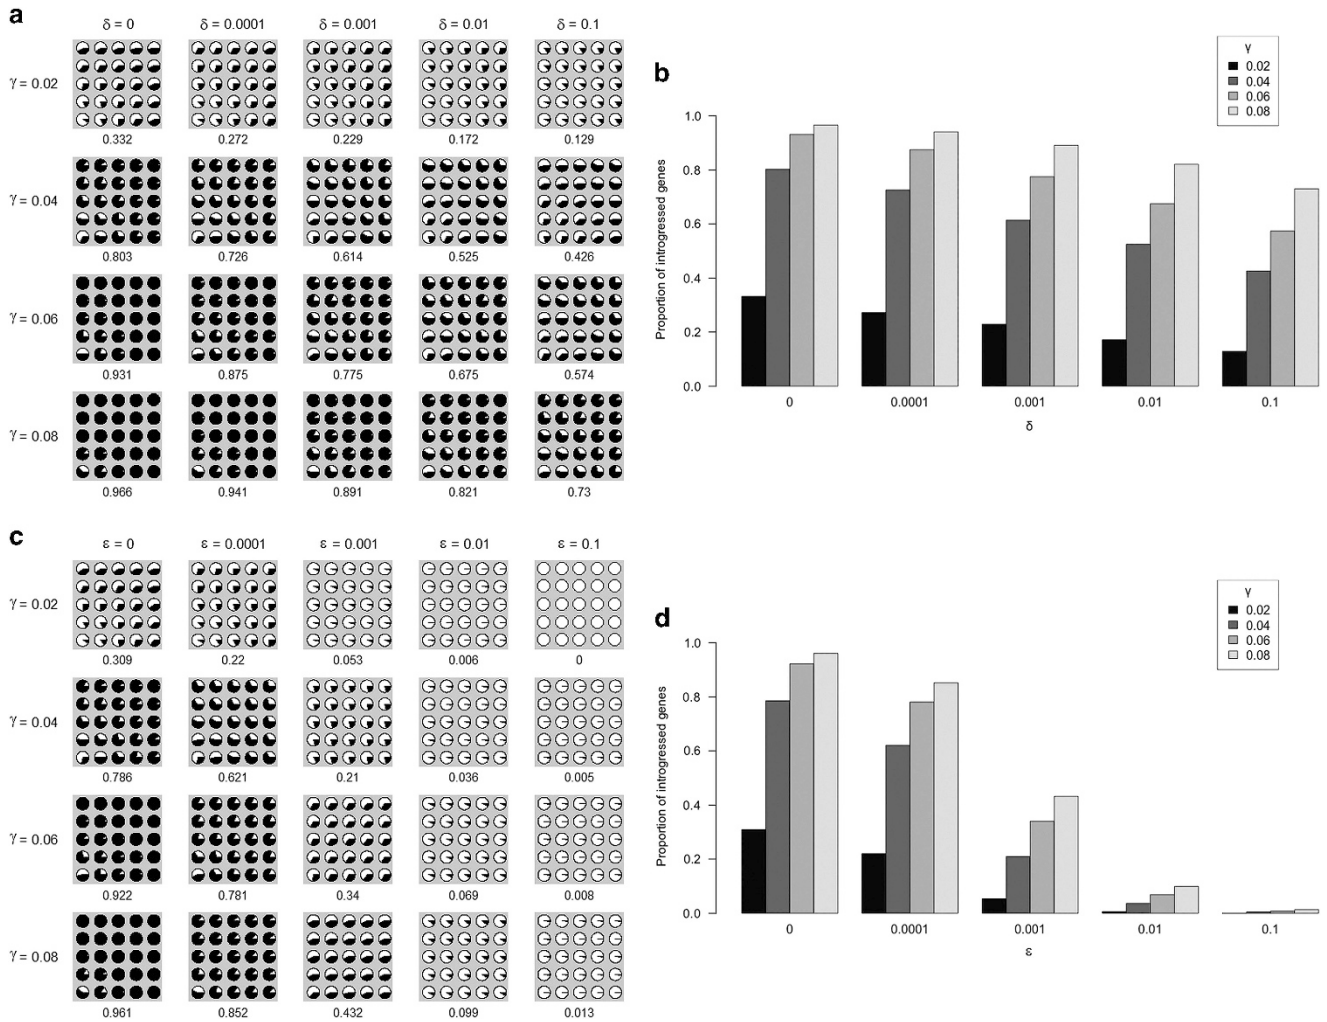 a
δ = 0 δ = 0.0001 δ = 0.001 δ = 0.01 δ = 0.1
γ = 0.02
0.332 0.272 0.229 0.172 0.129
γ = 0.04
0.803 0.726 0.614 0.525 0.426
γ = 0.06
0.931 0.875 0.775 0.675 0.574
γ = 0.08
0.966 0.941 0.891 0.821 0.73
b
γ
0.02
0.04
0.06
0.08
Proportion of introgressed genes
1.0
0.8
0.6
0.4
0.2
0.0
0 0.0001 0.001 0.01 0.1
δ
c
ε = 0 ε = 0.0001 ε = 0.001 ε = 0.01 ε = 0.1
γ = 0.02
0.309 0.22 0.053 0.006 0
γ = 0.04
0.786 0.621 0.21 0.036 0.005
γ = 0.06
0.922 0.781 0.34 0.069 0.008
γ = 0.08
0.961 0.852 0.432 0.099 0.013
d
γ
0.02
0.04
0.06
0.08
Proportion of introgressed genes
1.0
0.8
0.6
0.4
0.2
0.0
0 0.0001 0.001 0.01 0.1
ε